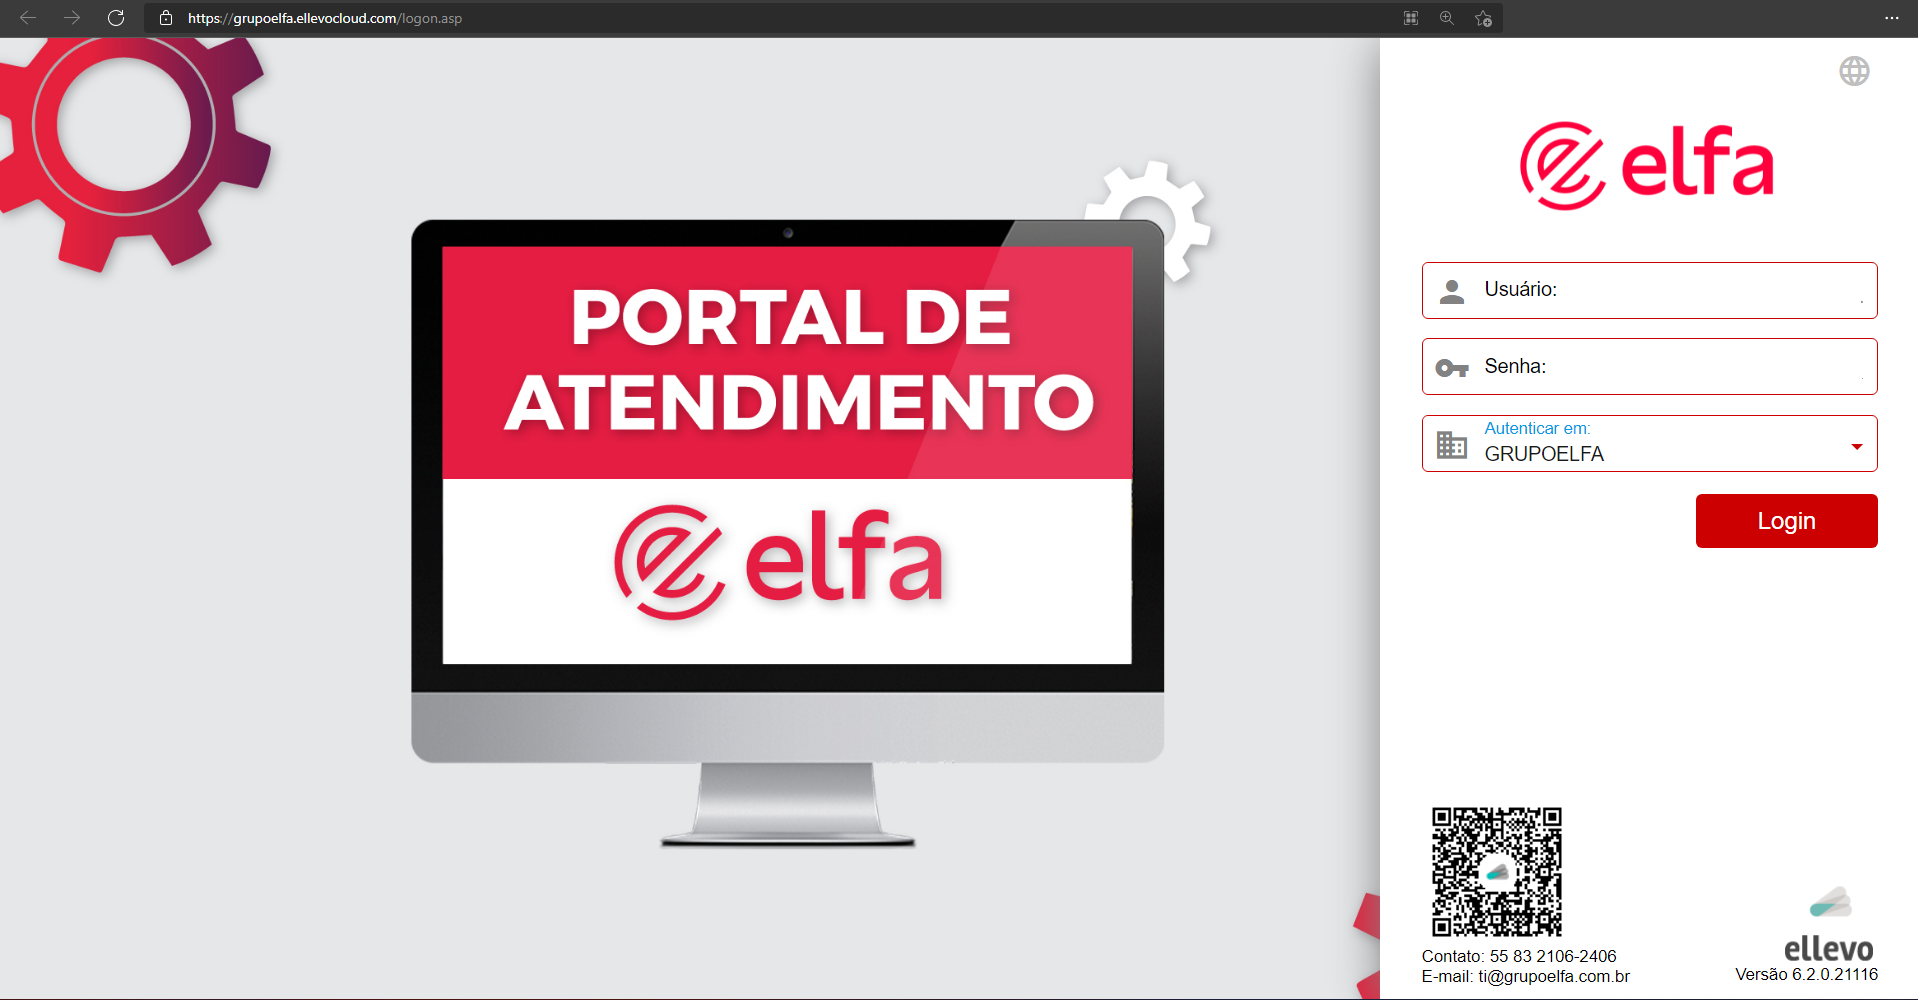 https://grupoelfa.ellevocloud.com/logon.asp
PORTAL DE
ATENDIMENTO
elfa
elfa
Usuário:
Senha:
Autenticar em:
GRUPOELFA
Login
Contato: 55 83 2106-2406
E-mail: ti@grupoelfa.com.br
ellevo
Versão 6.2.0.21116